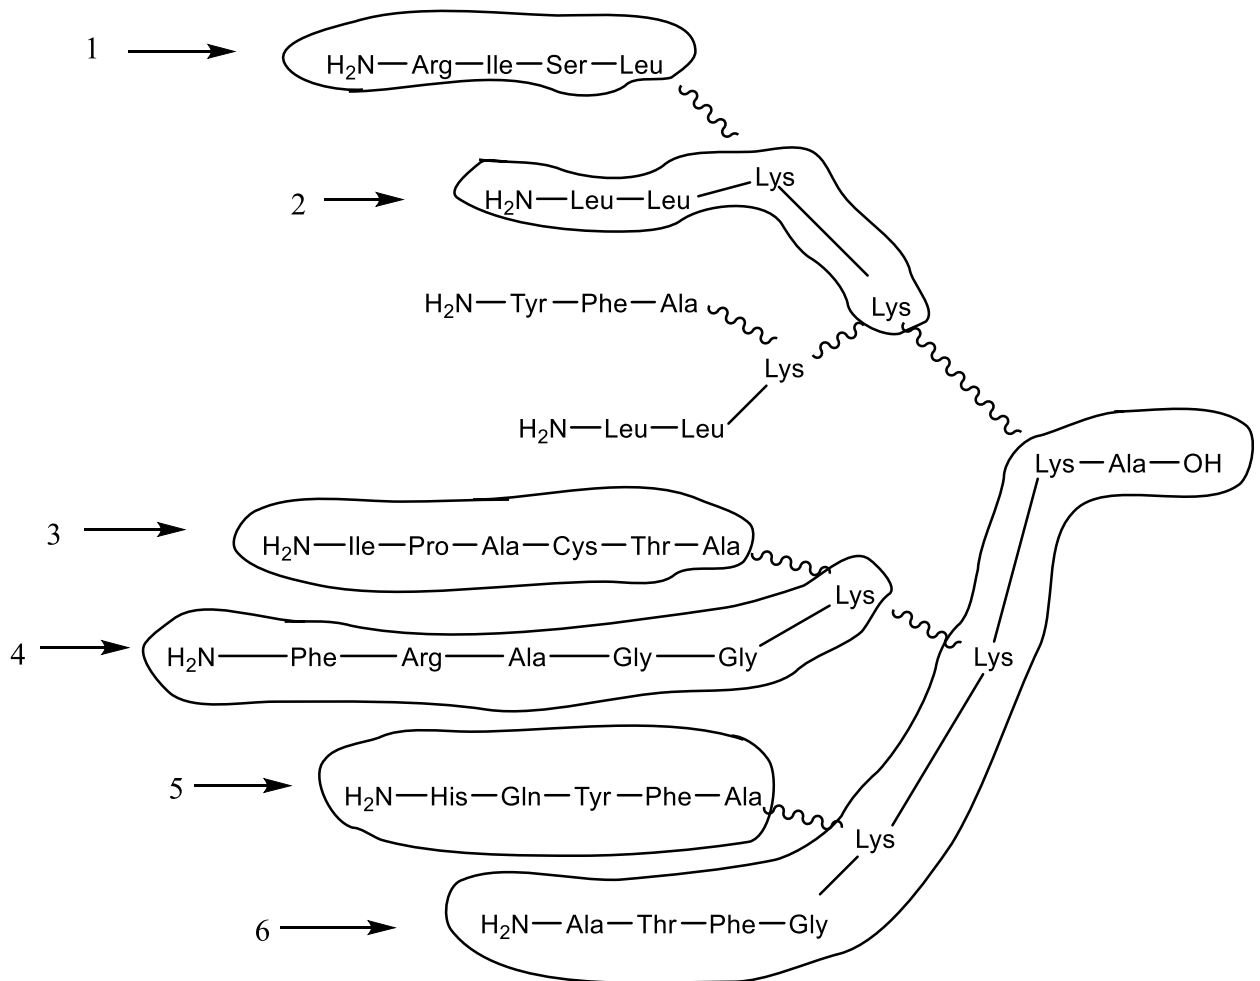 1
H₂N—Arg—Ile—Ser—Leu
Lys
2
H₂N—Leu—Leu
H₂N—Tyr—Phe—Ala
Lys
Lys
H₂N—Leu—Leu
Lys—Ala—OH
3
H₂N—Ile—Pro—Ala—Cys—Thr—Ala
Lys
4
H₂N—Phe—Arg—Ala—Gly—Gly
Lys
5
H₂N—His—Gln—Tyr—Phe—Ala
Lys
6
H₂N—Ala—Thr—Phe—Gly